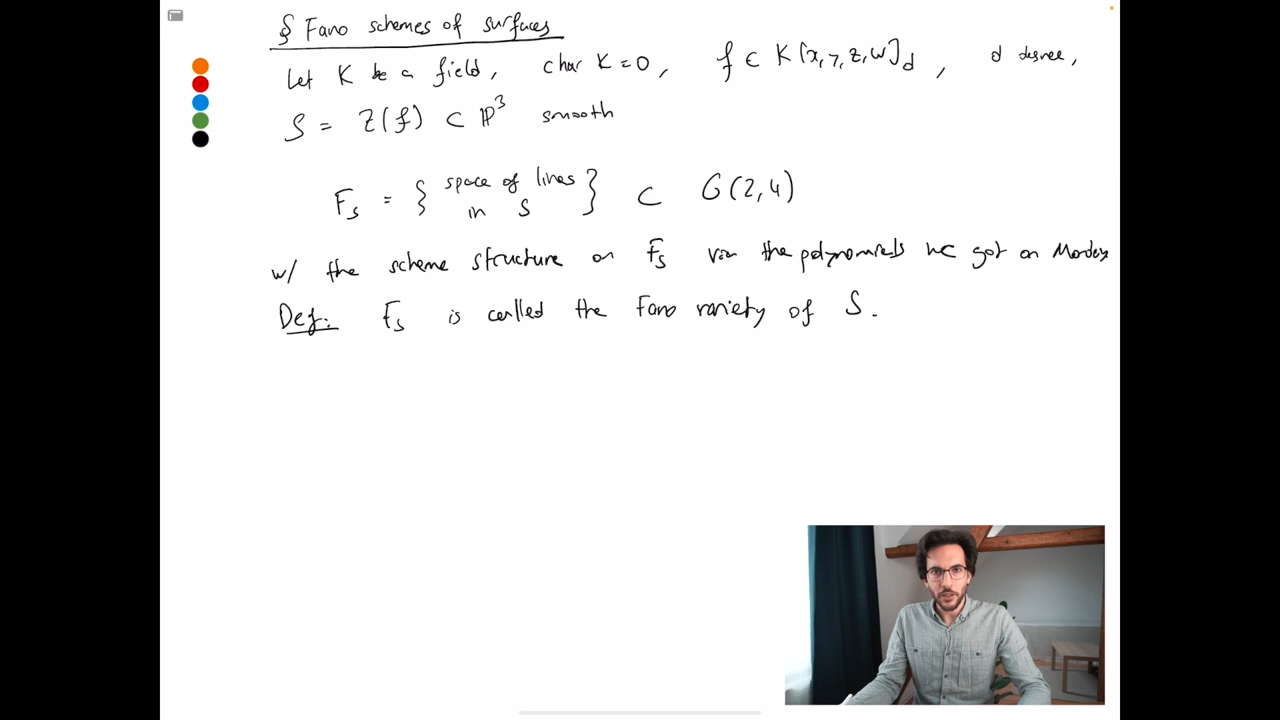 § Fano schemes of surfaces
Let K be a field, char K = 0, f ∈ K[x,y,z,w]_d, d degree,
S = Z(f) ⊂ ℙ³ smooth
F_S = { space of lines in S } ⊂ G(2,4)
w/ the scheme structure on F_S via the polynomials we got on Monday
Def: F_S is called the Fano variety of S.